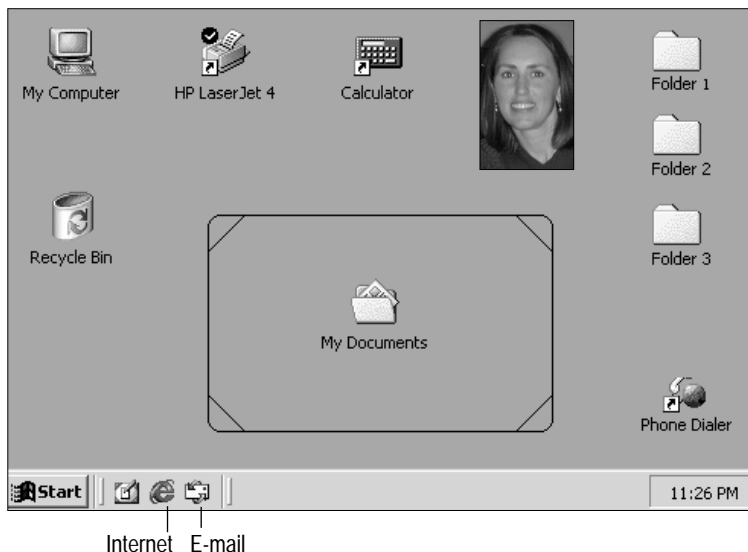 My Computer
HP LaserJet 4
Calculator
Folder 1
Folder 2
Recycle Bin
Folder 3
My Documents
Phone Dialer
Start
11:26 PM
Internet
E-mail